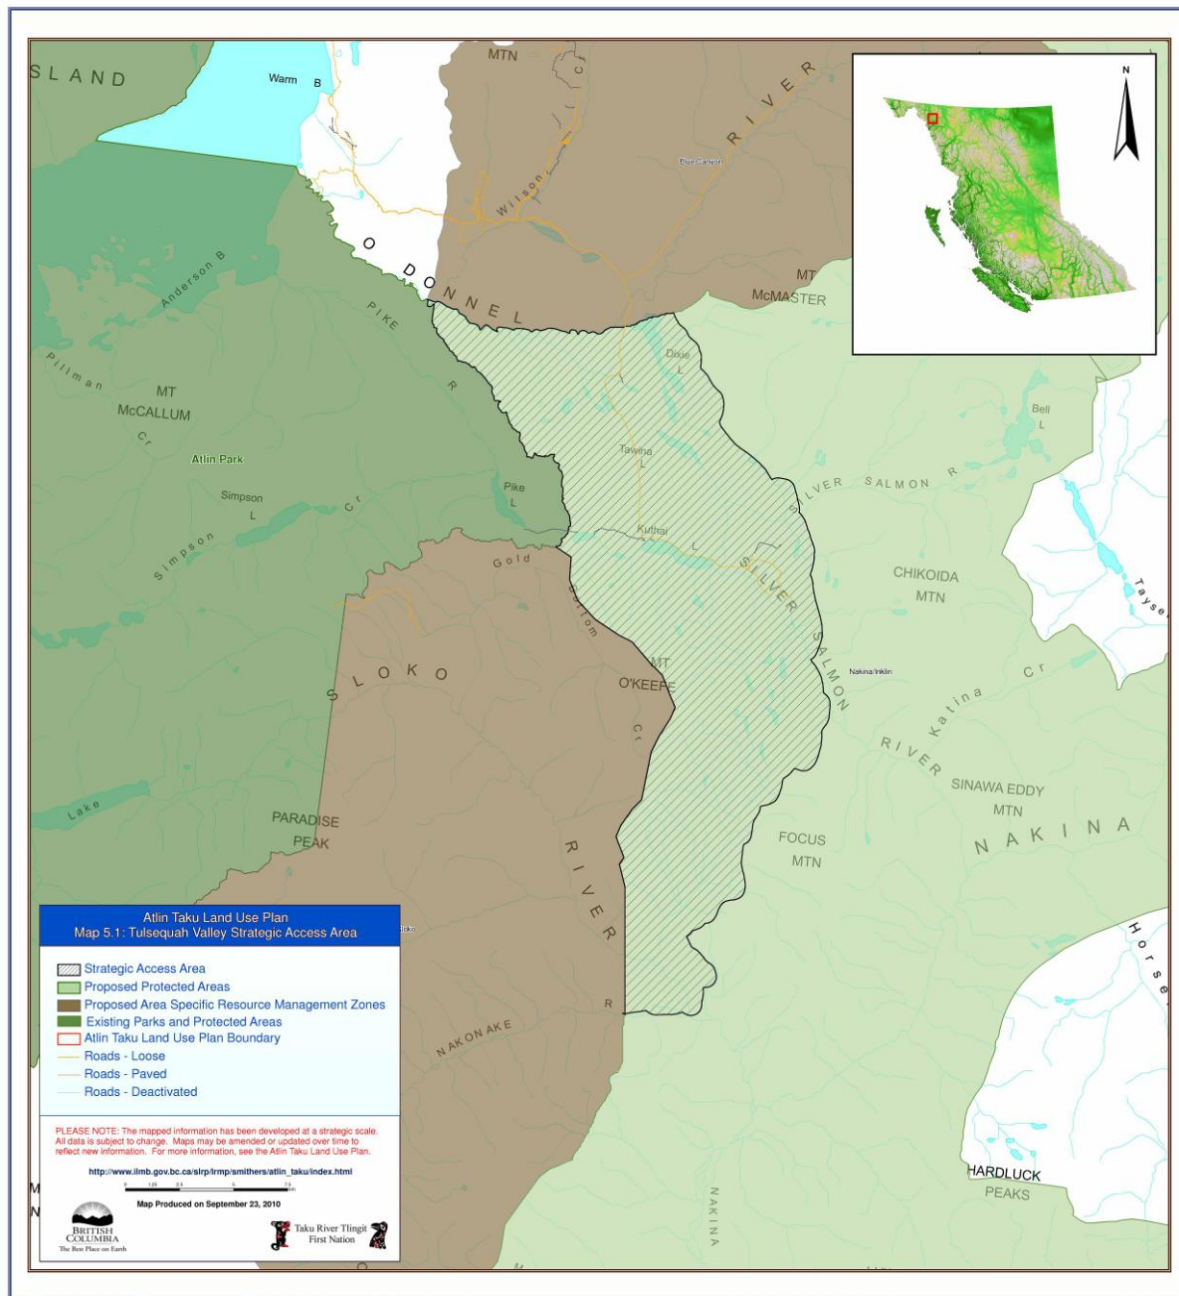 SLAND
Warm B
MTN
RIVER
Blue Canyon
Wilson
N
O DONNEL
Anderson B
PIKE
R
MT
McMASTER
Pillman
Cr
MT
McCALLUM
Dixie
L
Bell
L
Atlin Park
Tawina
L
SILVER SALMON R
Simpson
L
Pike
L
Simpson Cr
Kuthai
L
Gold
Bottom
Cr
SILVER
SALMON
RIVER
CHIKOIDA
MTN
Tayse
SLOKO
RIVER
MT
O'KEEFE
Nakina/Inklin
Katina Cr
SINAWA EDDY
MTN
NAKINA
Lake
PARADISE
PEAK
FOCUS
MTN
Horse
NAKONAKE
R
HARDLUCK
PEAKS
NAKINA
Atlin Taku Land Use Plan
Map 5.1: Tulsequah Valley Strategic Access Area
Strategic Access Area
Proposed Protected Areas
Proposed Area Specific Resource Management Zones
Existing Parks and Protected Areas
Atlin Taku Land Use Plan Boundary
Roads - Loose
Roads - Paved
Roads - Deactivated
PLEASE NOTE: The mapped information has been developed at a strategic scale.
All data is subject to change. Maps may be amended or updated over time to
reflect new information. For more information, see the Atlin Taku Land Use Plan.
http://www.ilmb.gov.bc.ca/slrp/lrmp/smithers/atlin_taku/index.html
Map Produced on September 23, 2010
BRITISH
COLUMBIA
The Best Place on Earth
Taku River Tlingit
First Nation